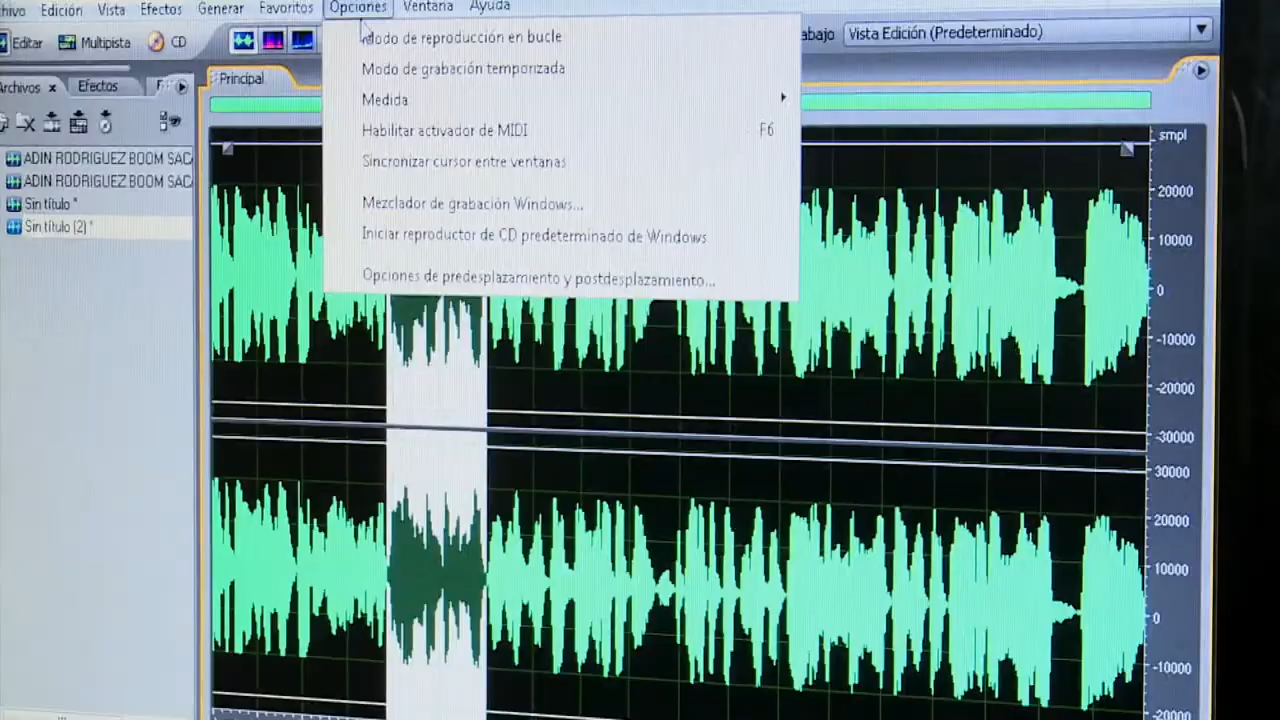 hivo Edición Vista Efectos Generar Favoritos Opciones Ventana Ayuda
Editar Multipista CD
abajo Vista Edición (Predeterminado)
Archivos Efectos F
Principal
ADIN RODRIGUEZ BOOM SAC
ADIN RODRIGUEZ BOOM SAC
Sin título *
Sin título (2) *
Modo de reproducción en bucle
Modo de grabación temporizada
Medida
Habilitar activador de MIDI F6
Sincronizar cursor entre ventanas
Mezclador de grabación Windows...
Iniciar reproductor de CD predeterminado de Windows
Opciones de predesplazamiento y postdesplazamiento...
smpl
20000
10000
0
-10000
-20000
-30000
30000
20000
10000
0
-10000
-20000